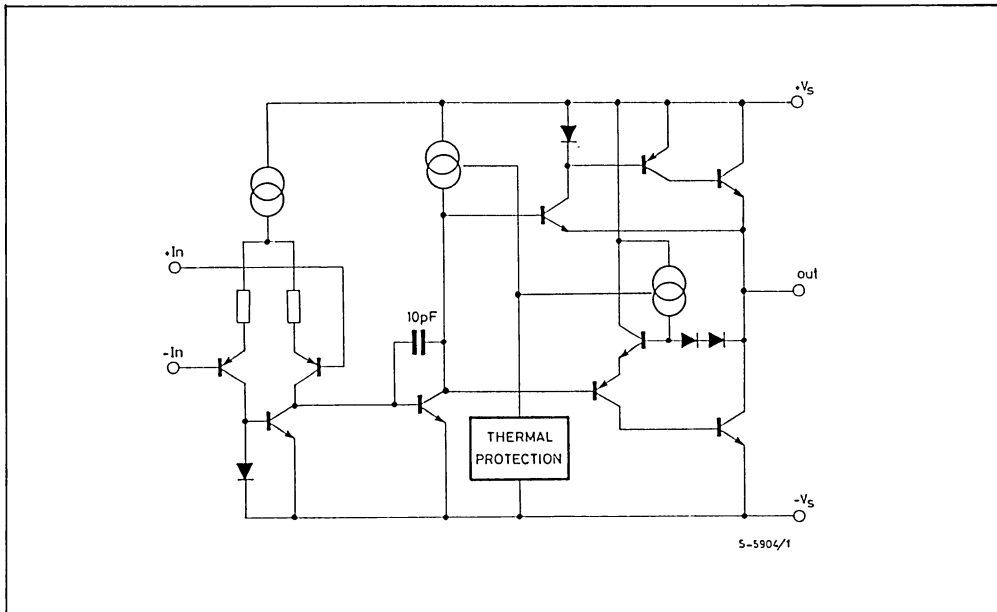 +Vs
+In
-In
10pF
out
THERMAL
PROTECTION
-Vs
S-5904/1